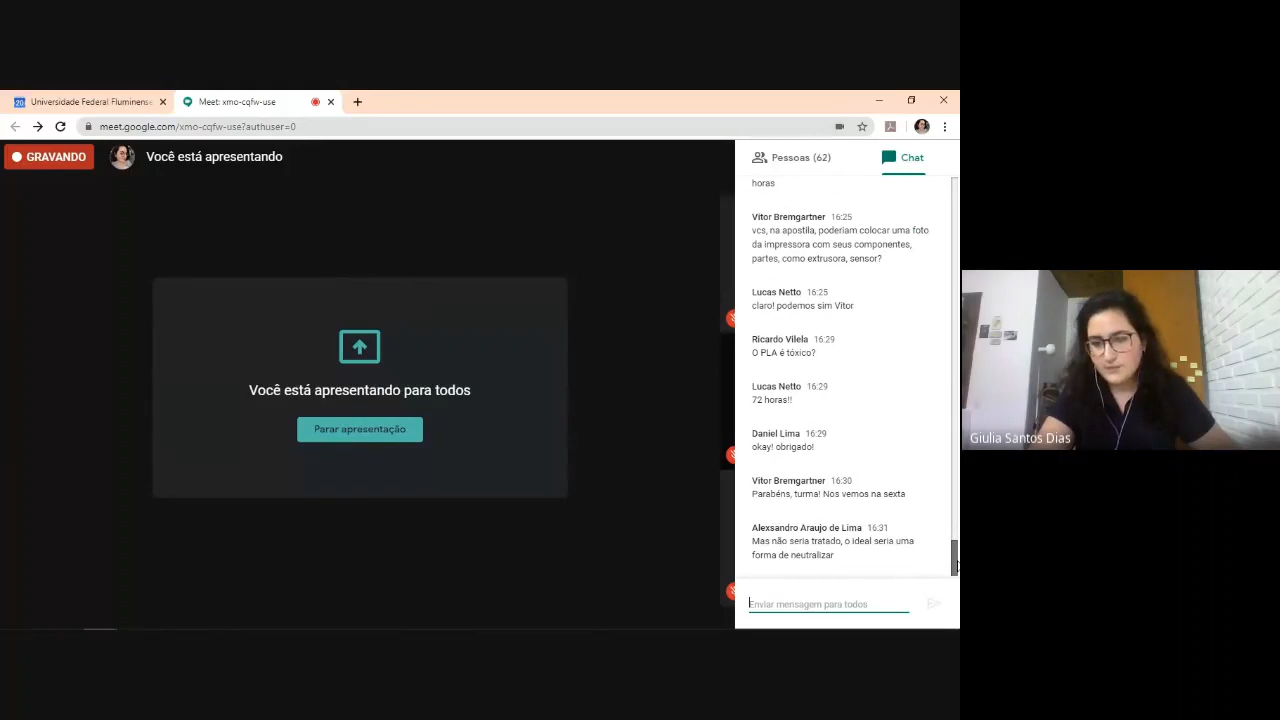 Universidade Federal Fluminense
Meet: xmo-cqfw-use
meet.google.com/xmo-cqfw-use?authuser=0
GRAVANDO
Você está apresentando
Pessoas (62)
Chat
horas
Vitor Bremgartner 16:25
vcs, na apostila, poderiam colocar uma foto
da impressora com seus componentes,
partes, como extrusora, sensor?
Lucas Netto 16:25
claro! podemos sim Vitor
Ricardo Vilela 16:29
O PLA é tóxico?
Lucas Netto 16:29
72 horas!!
Daniel Lima 16:29
okay! obrigado!
Vitor Bremgartner 16:30
Parabéns, turma! Nos vemos na sexta
Alexsandro Araujo de Lima 16:31
Mas não seria tratado, o ideal seria uma
forma de neutralizar
Enviar mensagem para todos
Você está apresentando para todos
Parar apresentação
Giulia Santos Dias